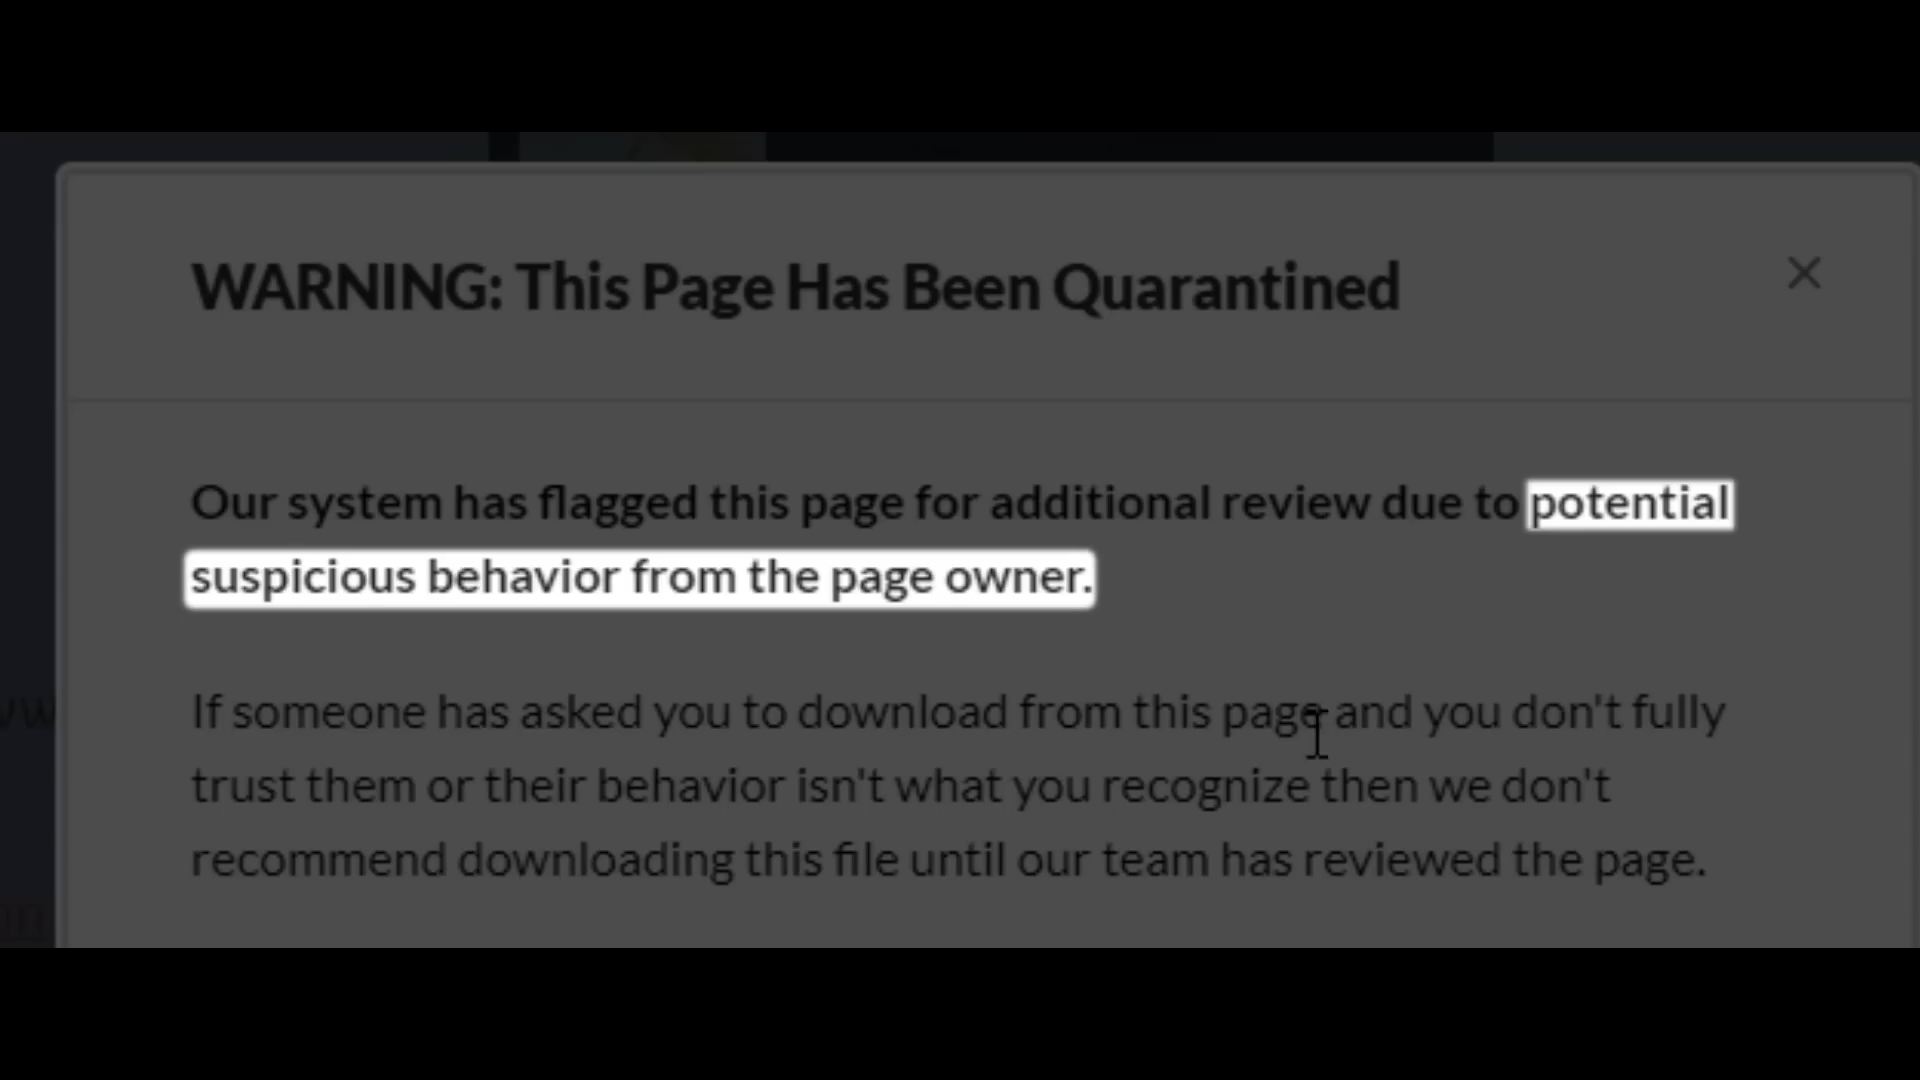 WARNING: This Page Has Been Quarantined
Our system has flagged this page for additional review due to potential
suspicious behavior from the page owner.
If someone has asked you to download from this page and you don't fully
trust them or their behavior isn't what you recognize then we don't
recommend downloading this file until our team has reviewed the page.